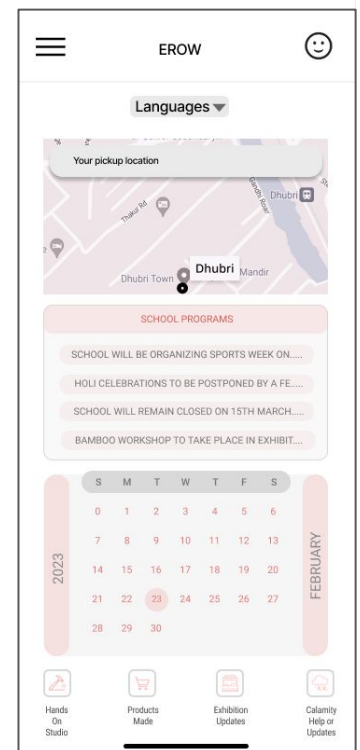 EROW
Languages
Your pickup location
Gandhi Road
Dhubri
Thakal Rd
Dhubri
Dhubri Town
Mandir
SCHOOL PROGRAMS
SCHOOL WILL BE ORGANIZING SPORTS WEEK ON.....
HOLI CELEBRATIONS TO BE POSTPONED BY A FE.....
SCHOOL WILL REMAIN CLOSED ON 15TH MARCH.....
BAMBOO WORKSHOP TO TAKE PLACE IN EXHIBIT....
S M T W T F S
0 1 2 3 4 5 6
7 8 9 10 11 12 13
14 15 16 17 18 19 20
21 22 23 24 25 26 27
28 29 30
2023
FEBRUARY
Hands
On
Studio
Products
Made
Exhibition
Updates
Calamity
Help or
Updates